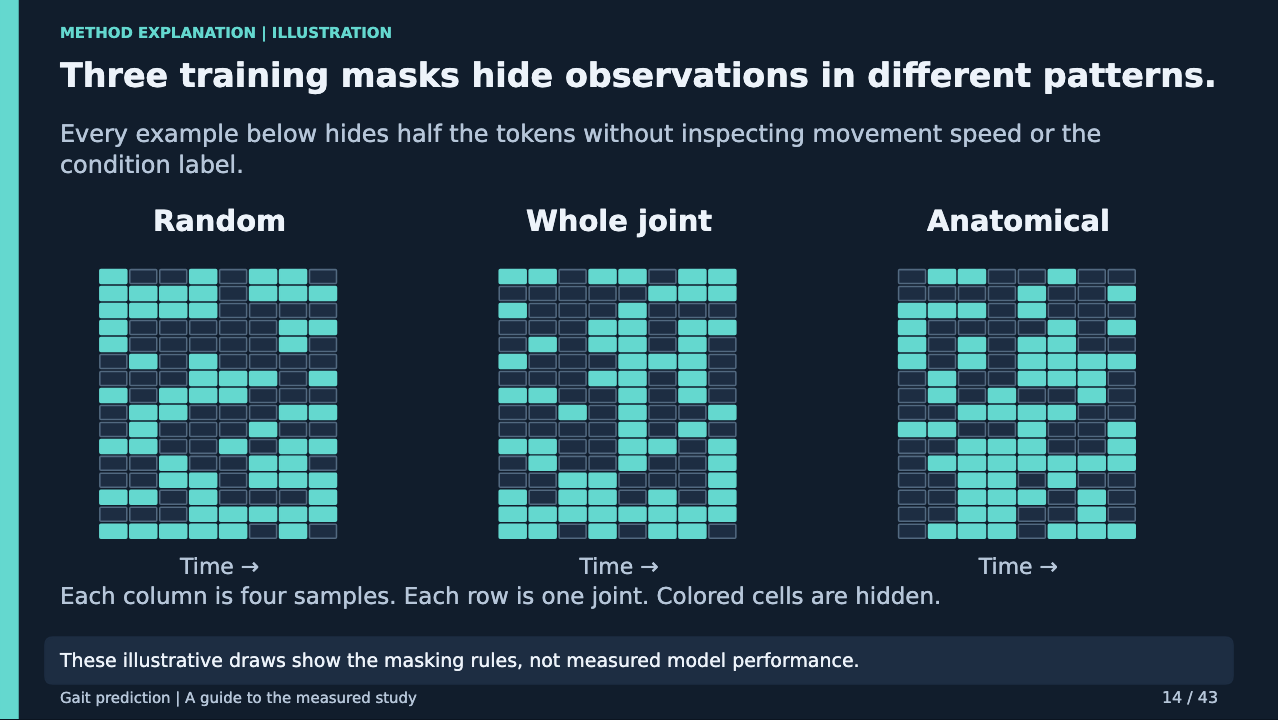 METHOD EXPLANATION | ILLUSTRATION
Three training masks hide observations in different patterns.
Every example below hides half the tokens without inspecting movement speed or the
condition label.
Random
Whole joint
Anatomical
Time →
Time →
Time →
Each column is four samples. Each row is one joint. Colored cells are hidden.
These illustrative draws show the masking rules, not measured model performance.
Gait prediction | A guide to the measured study
14 / 43